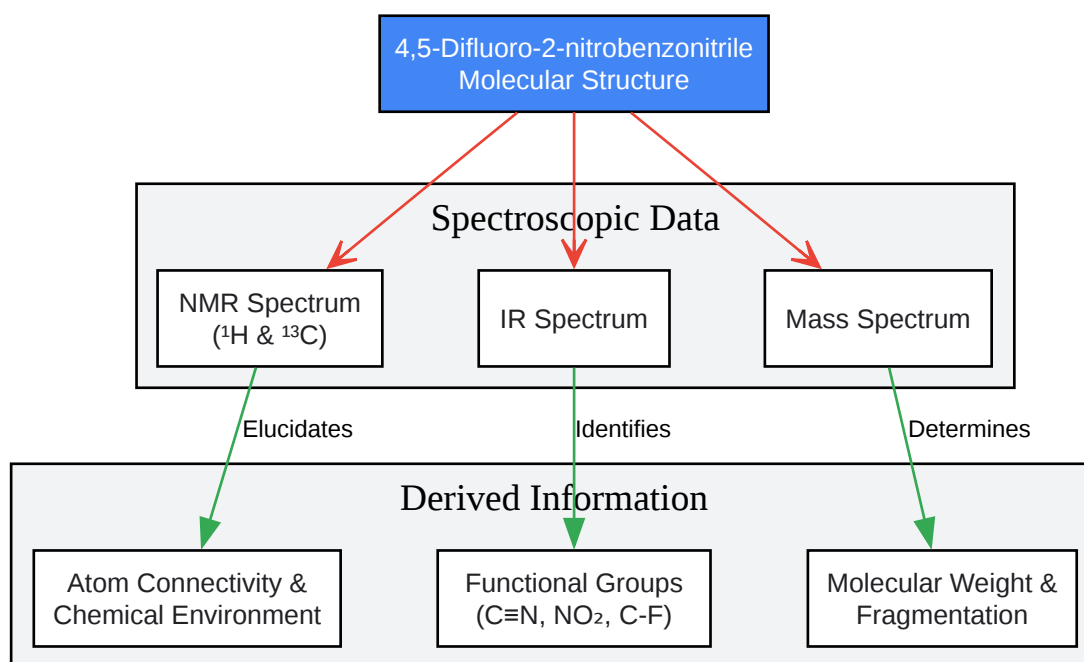 4,5-Difluoro-2-nitrobenzonitrile
Molecular Structure
Spectroscopic Data
NMR Spectrum
(¹H & ¹³C)
IR Spectrum
Mass Spectrum
Elucidates
Identifies
Determines
Derived Information
Atom Connectivity &
Chemical Environment
Functional Groups
(C≡N, NO₂, C-F)
Molecular Weight &
Fragmentation